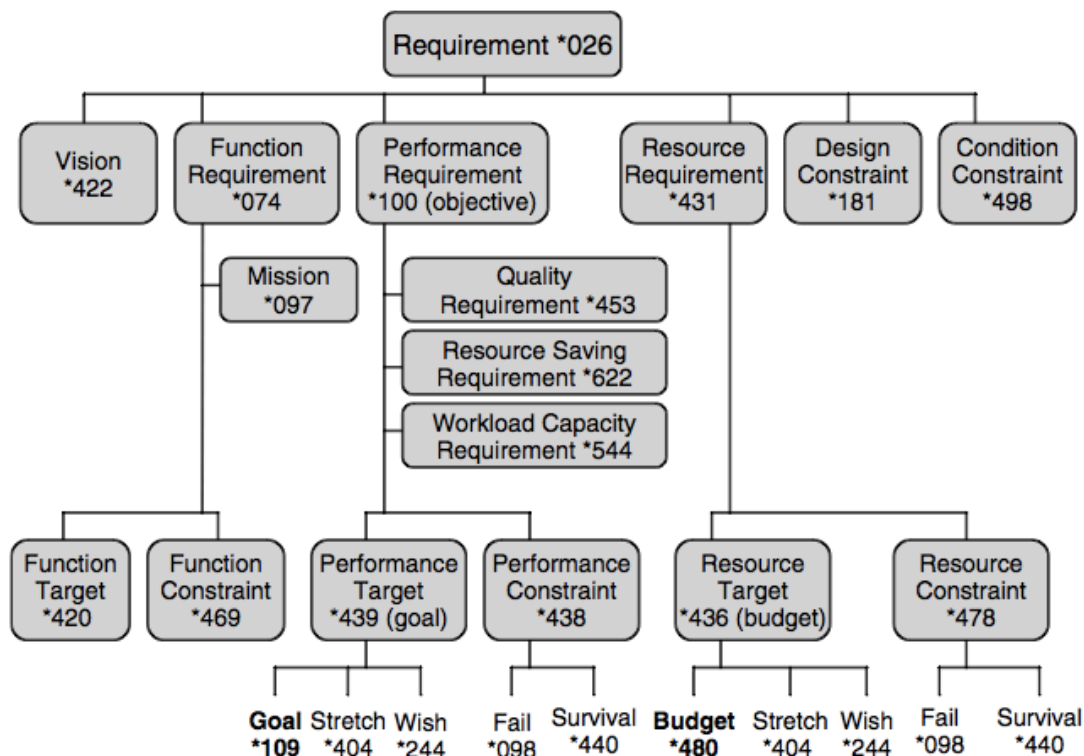 Requirement *026
Vision
*422
Function
Requirement
*074
Performance
Requirement
*100 (objective)
Resource
Requirement
*431
Design
Constraint
*181
Condition
Constraint
*498
Mission
*097
Quality
Requirement *453
Resource Saving
Requirement *622
Workload Capacity
Requirement *544
Function
Target
*420
Function
Constraint
*469
Performance
Target
*439 (goal)
Performance
Constraint
*438
Resource
Target
*436 (budget)
Resource
Constraint
*478
Goal
*109
Stretch
*404
Wish
*244
Fail
*098
Survival
*440
Budget
*480
Stretch
*404
Wish
*244
Fail
*098
Survival
*440